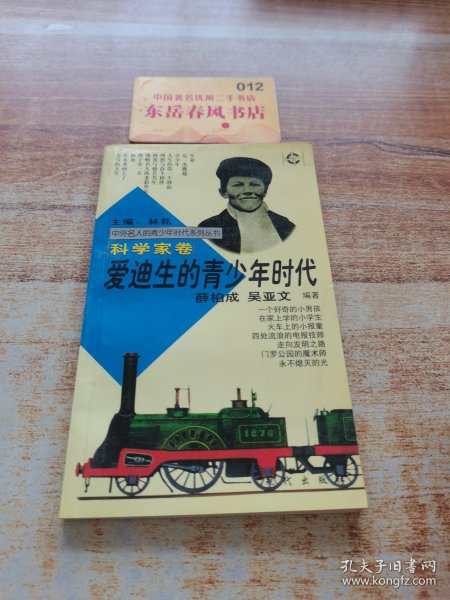 012
中国著名优质二手书店
东岳春风书店
主编 林乾
中外名人的青少年时代系列丛书
科学家卷
爱迪生的青少年时代
薛柏成 吴亚文 编著
一个好奇的小男孩
在家上学的小学生
火车上的小报童
四处流浪的电报技师
走向发明之路
门罗公园的魔术师
永不熄灭的光
1876
代出版
孔夫子旧书网
www.kongfz.com